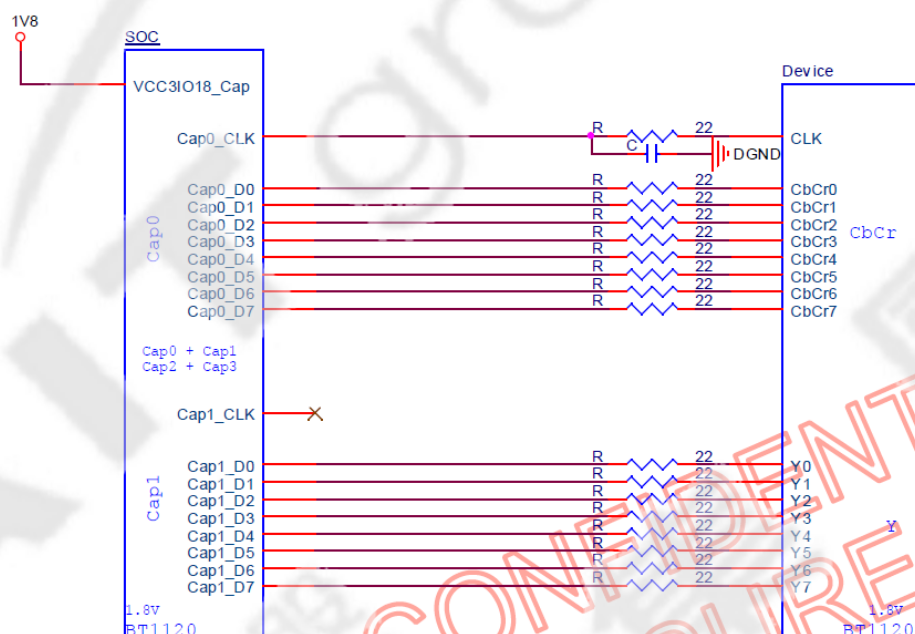 1V8
SOC
Device
VCC3IO18_Cap
Cap0_CLK
R
22
C
DGND
CLK
Cap0
Cap0_D0 R 22 CbCr0
Cap0_D1 R 22 CbCr1
Cap0_D2 R 22 CbCr2
Cap0_D3 R 22 CbCr3
Cap0_D4 R 22 CbCr4
Cap0_D5 R 22 CbCr5
Cap0_D6 R 22 CbCr6
Cap0_D7 R 22 CbCr7
CbCr
Cap0 + Cap1
Cap2 + Cap3
Cap1_CLK
Cap1
Cap1_D0 R 22 Y0
Cap1_D1 R 22 Y1
Cap1_D2 R 22 Y2
Cap1_D3 R 22 Y3
Cap1_D4 R 22 Y4
Cap1_D5 R 22 Y5
Cap1_D6 R 22 Y6
Cap1_D7 R 22 Y7
Y
1.8V
BT1120
1.8V
BT1120
CONFIDENT
URE